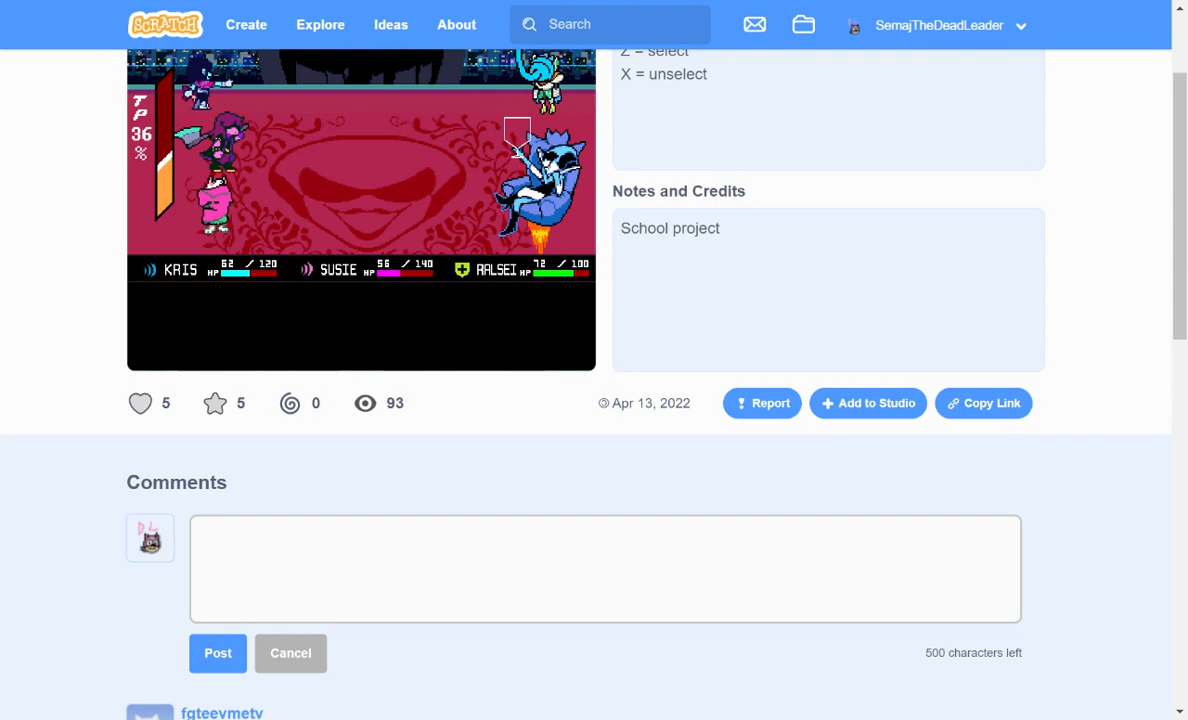 SCRATCH Create Explore Ideas About Search SemajTheDeadLeader
Z = select
X = unselect
TP
36
%
Notes and Credits
School project
KRIS HP 62 / 120 SUSIE HP 56 / 140 RALSEI HP 72 / 100
5 5 0 93 Apr 13, 2022 Report Add to Studio Copy Link
Comments
DL
Post Cancel 500 characters left
fgteevmetv